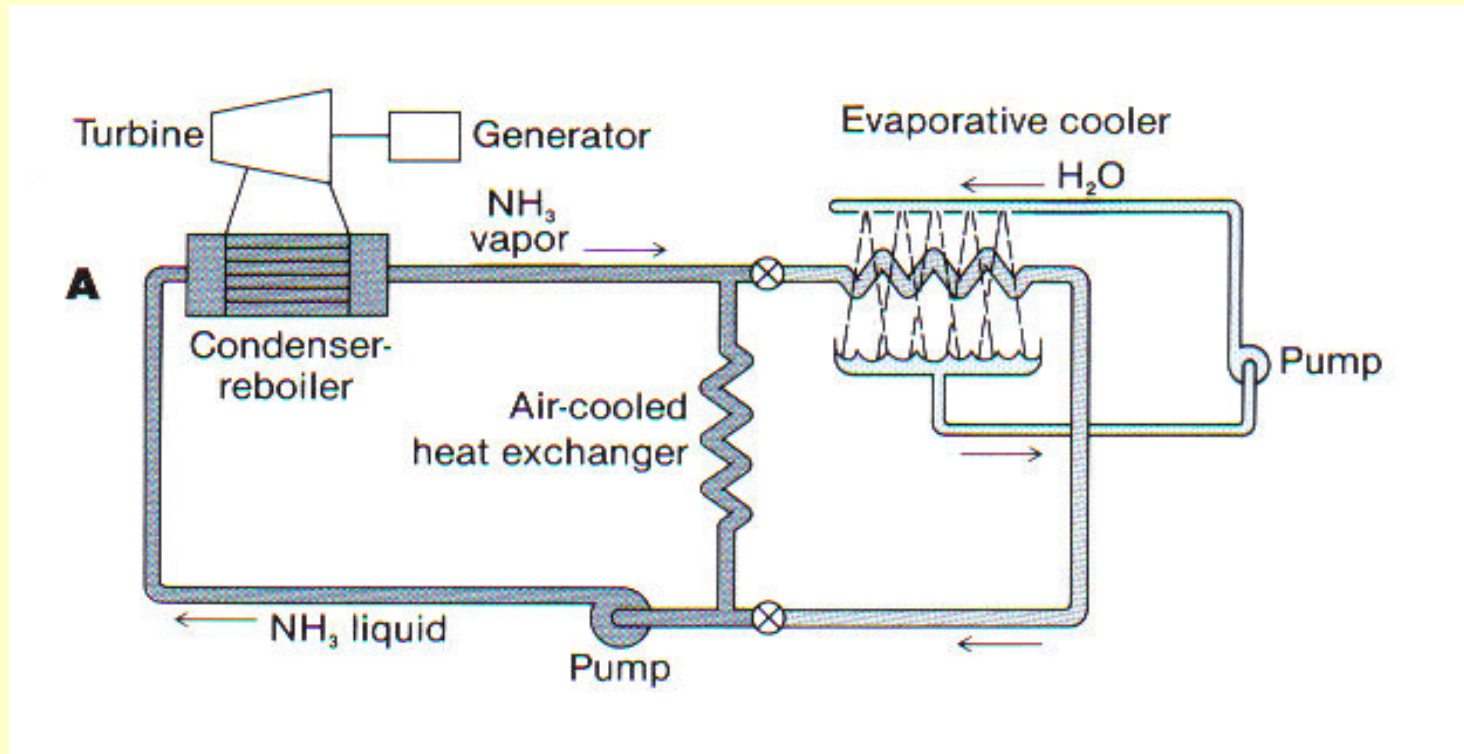 Turbine
Generator
Evaporative cooler
H₂O
NH₃
vapor
A
Condenser-
reboiler
Pump
Air-cooled
heat exchanger
NH₃ liquid
Pump